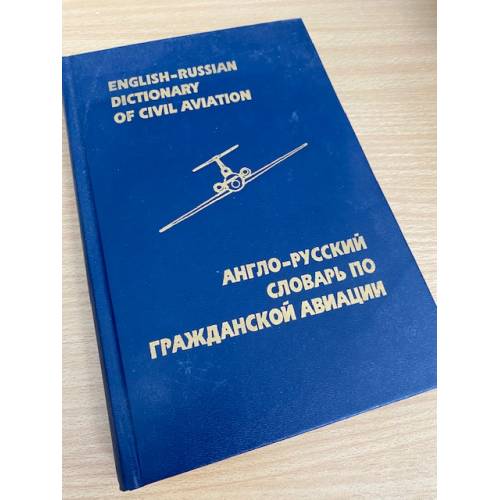 ENGLISH-RUSSIAN
DICTIONARY
OF CIVIL AVIATION
АНГЛО-РУССКИЙ
СЛОВАРЬ ПО
ГРАЖДАНСКОЙ АВИАЦИИ